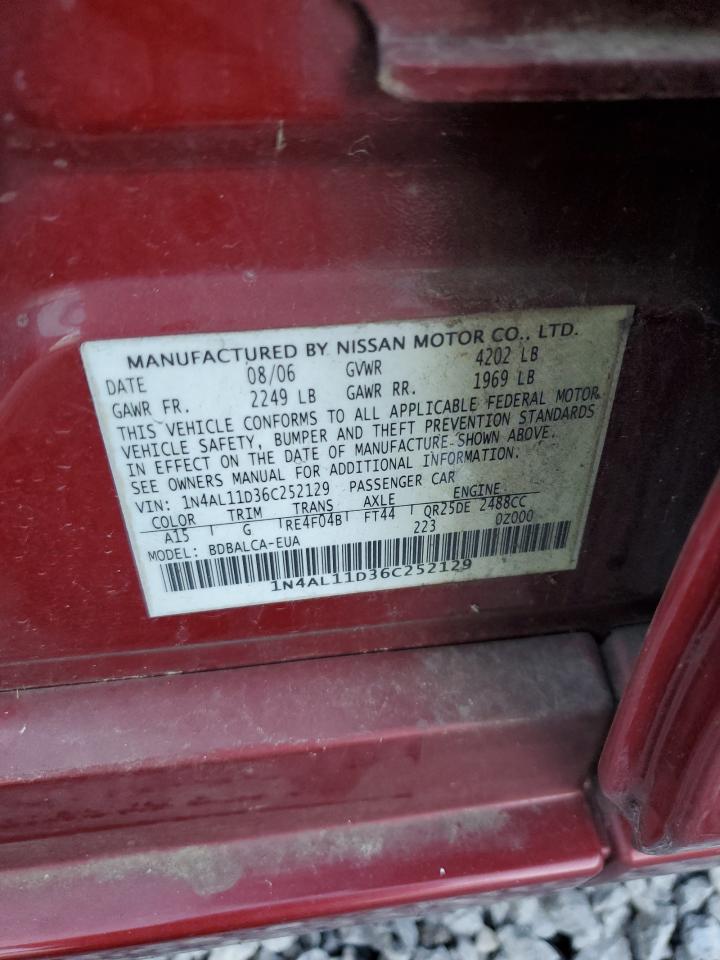 MANUFACTURED BY NISSAN MOTOR CO., LTD.
DATE 08/06 GVWR 4202 LB
GAWR FR. 2249 LB GAWR RR. 1969 LB
THIS VEHICLE CONFORMS TO ALL APPLICABLE FEDERAL MOTOR
VEHICLE SAFETY, BUMPER AND THEFT PREVENTION STANDARDS
IN EFFECT ON THE DATE OF MANUFACTURE SHOWN ABOVE.
SEE OWNERS MANUAL FOR ADDITIONAL INFORMATION.
VIN: 1N4AL11D36C252129 PASSENGER CAR
COLOR TRIM TRANS AXLE ENGINE
A15 G RE4F04B FT44 QR25DE 2488CC
MODEL: BDBALCA-EUA 223 0Z000
1N4AL11D36C252129